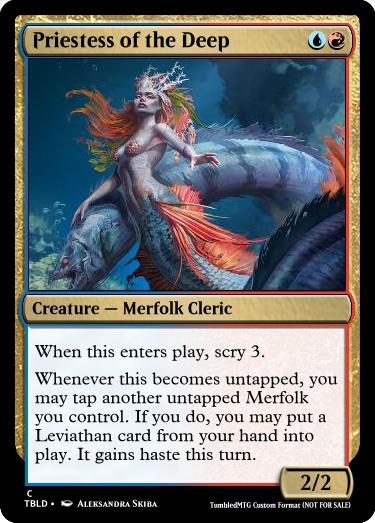 Priestess of the Deep
Creature — Merfolk Cleric
When this enters play, scry 3.
Whenever this becomes untapped, you
may tap another untapped Merfolk
you control. If you do, you may put a
Leviathan card from your hand into
play. It gains haste this turn.
2/2
C
TBLD • Aleksandra Skiba
TumbledMTG Custom Format (NOT FOR SALE)